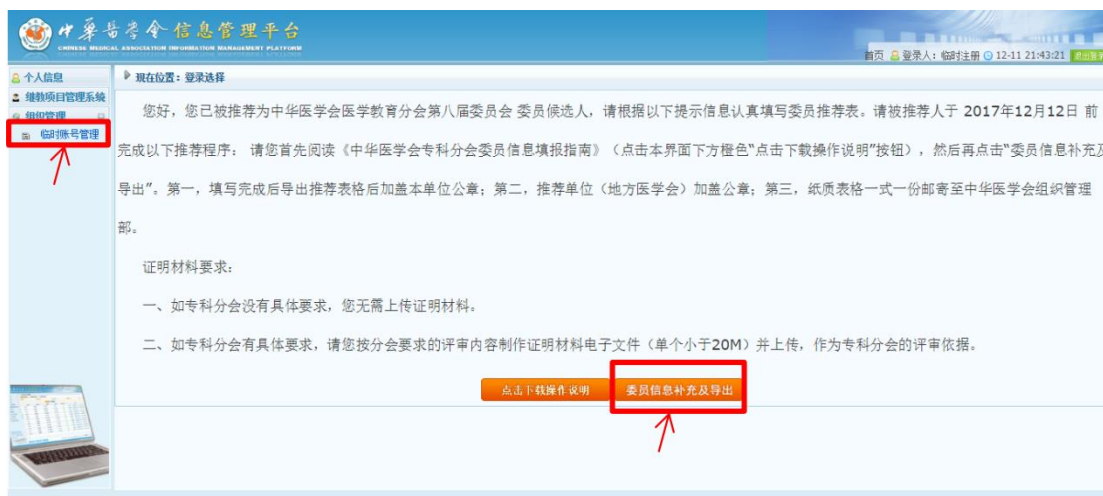 中华医学会信息管理平台
CHINESE MEDICAL ASSOCIATION INFORMATION MANAGEMENT PLATFORM
首页 登录人：临时注册 12-11 21:43:21 退出登录
个人信息
继教项目管理系统
组织管理
临时账号管理
现在位置：登录选择
您好，您已被推荐为中华医学会医学教育分会第八届委员会 委员候选人，请根据以下提示信息认真填写委员推荐表。请被推荐人于 2017年12月12日 前
完成以下推荐程序： 请您首先阅读《中华医学会专科分会委员信息填报指南》（点击本界面下方橙色“点击下载操作说明”按钮），然后再点击“委员信息补充及
导出”。第一，填写完成后导出推荐表格后加盖本单位公章；第二，推荐单位（地方医学会）加盖公章；第三，纸质表格一式一份邮寄至中华医学会组织管理
部。
证明材料要求：
一、如专科分会没有具体要求，您无需上传证明材料。
二、如专科分会有具体要求，请您按分会要求的评审内容制作证明材料电子文件（单个小于20M）并上传，作为专科分会的评审依据。
点击下载操作说明 委员信息补充及导出